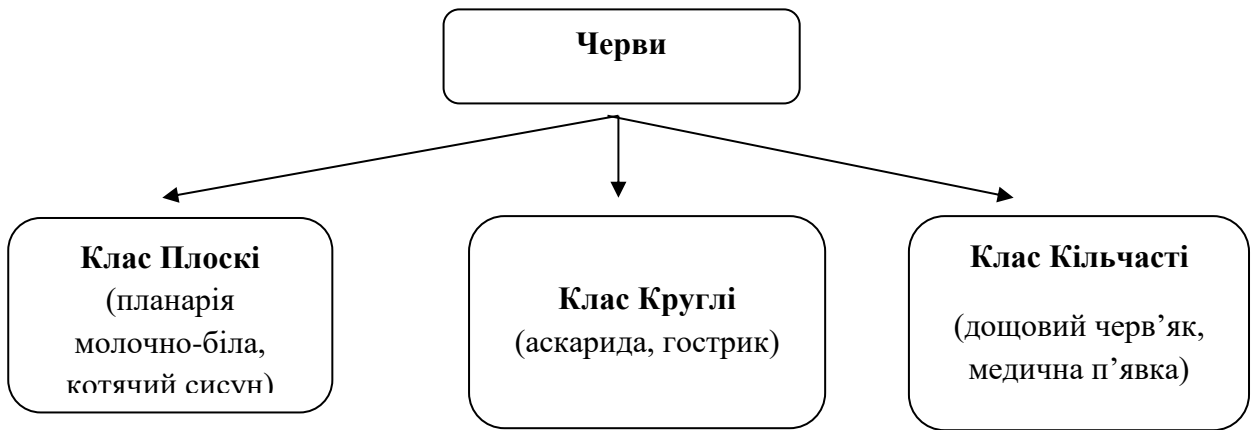 Черви
Клас Плоскі
(планарія
молочно-біла,
котячий сисун)
Клас Круглі
(аскарида, гострик)
Клас Кільчасті
(дощовий черв’як,
медична п’явка)